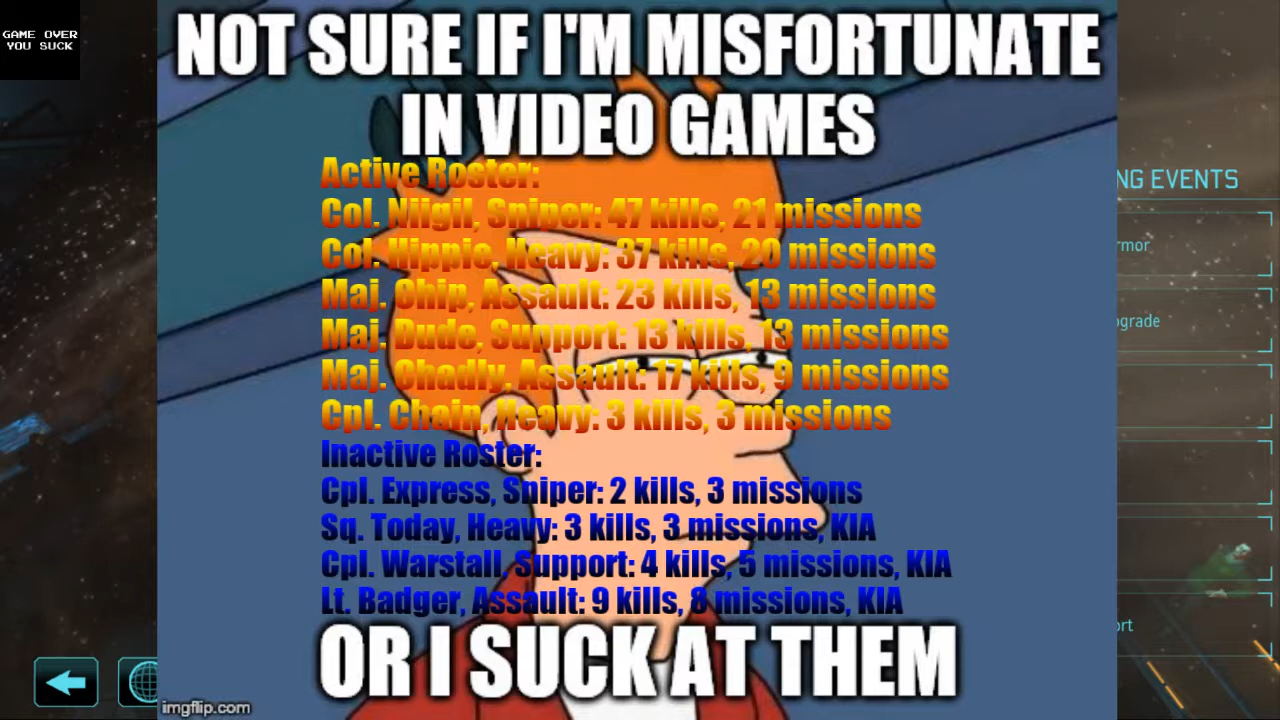 GAME OVER
YOU SUCK
NOT SURE IF I'M MISFORTUNATE
IN VIDEO GAMES
Active Roster:
Col. Niigil, Sniper: 47 kills, 21 missions
Col. Hippie, Heavy: 37 kills, 20 missions
Maj. Chip, Assault: 23 kills, 13 missions
Maj. Dude, Support: 13 kills, 13 missions
Maj. Chadly, Assault: 17 kills, 9 missions
Cpl. Chain, Heavy: 3 kills, 3 missions
Inactive Roster:
Cpl. Express, Sniper: 2 kills, 3 missions
Sq. Today, Heavy: 3 kills, 3 missions, KIA
Cpl. Warstall, Support: 4 kills, 5 missions, KIA
Lt. Badger, Assault: 9 kills, 8 missions, KIA
OR I SUCK AT THEM
imgflip.com
NG EVENTS
rmor
ograde
ort